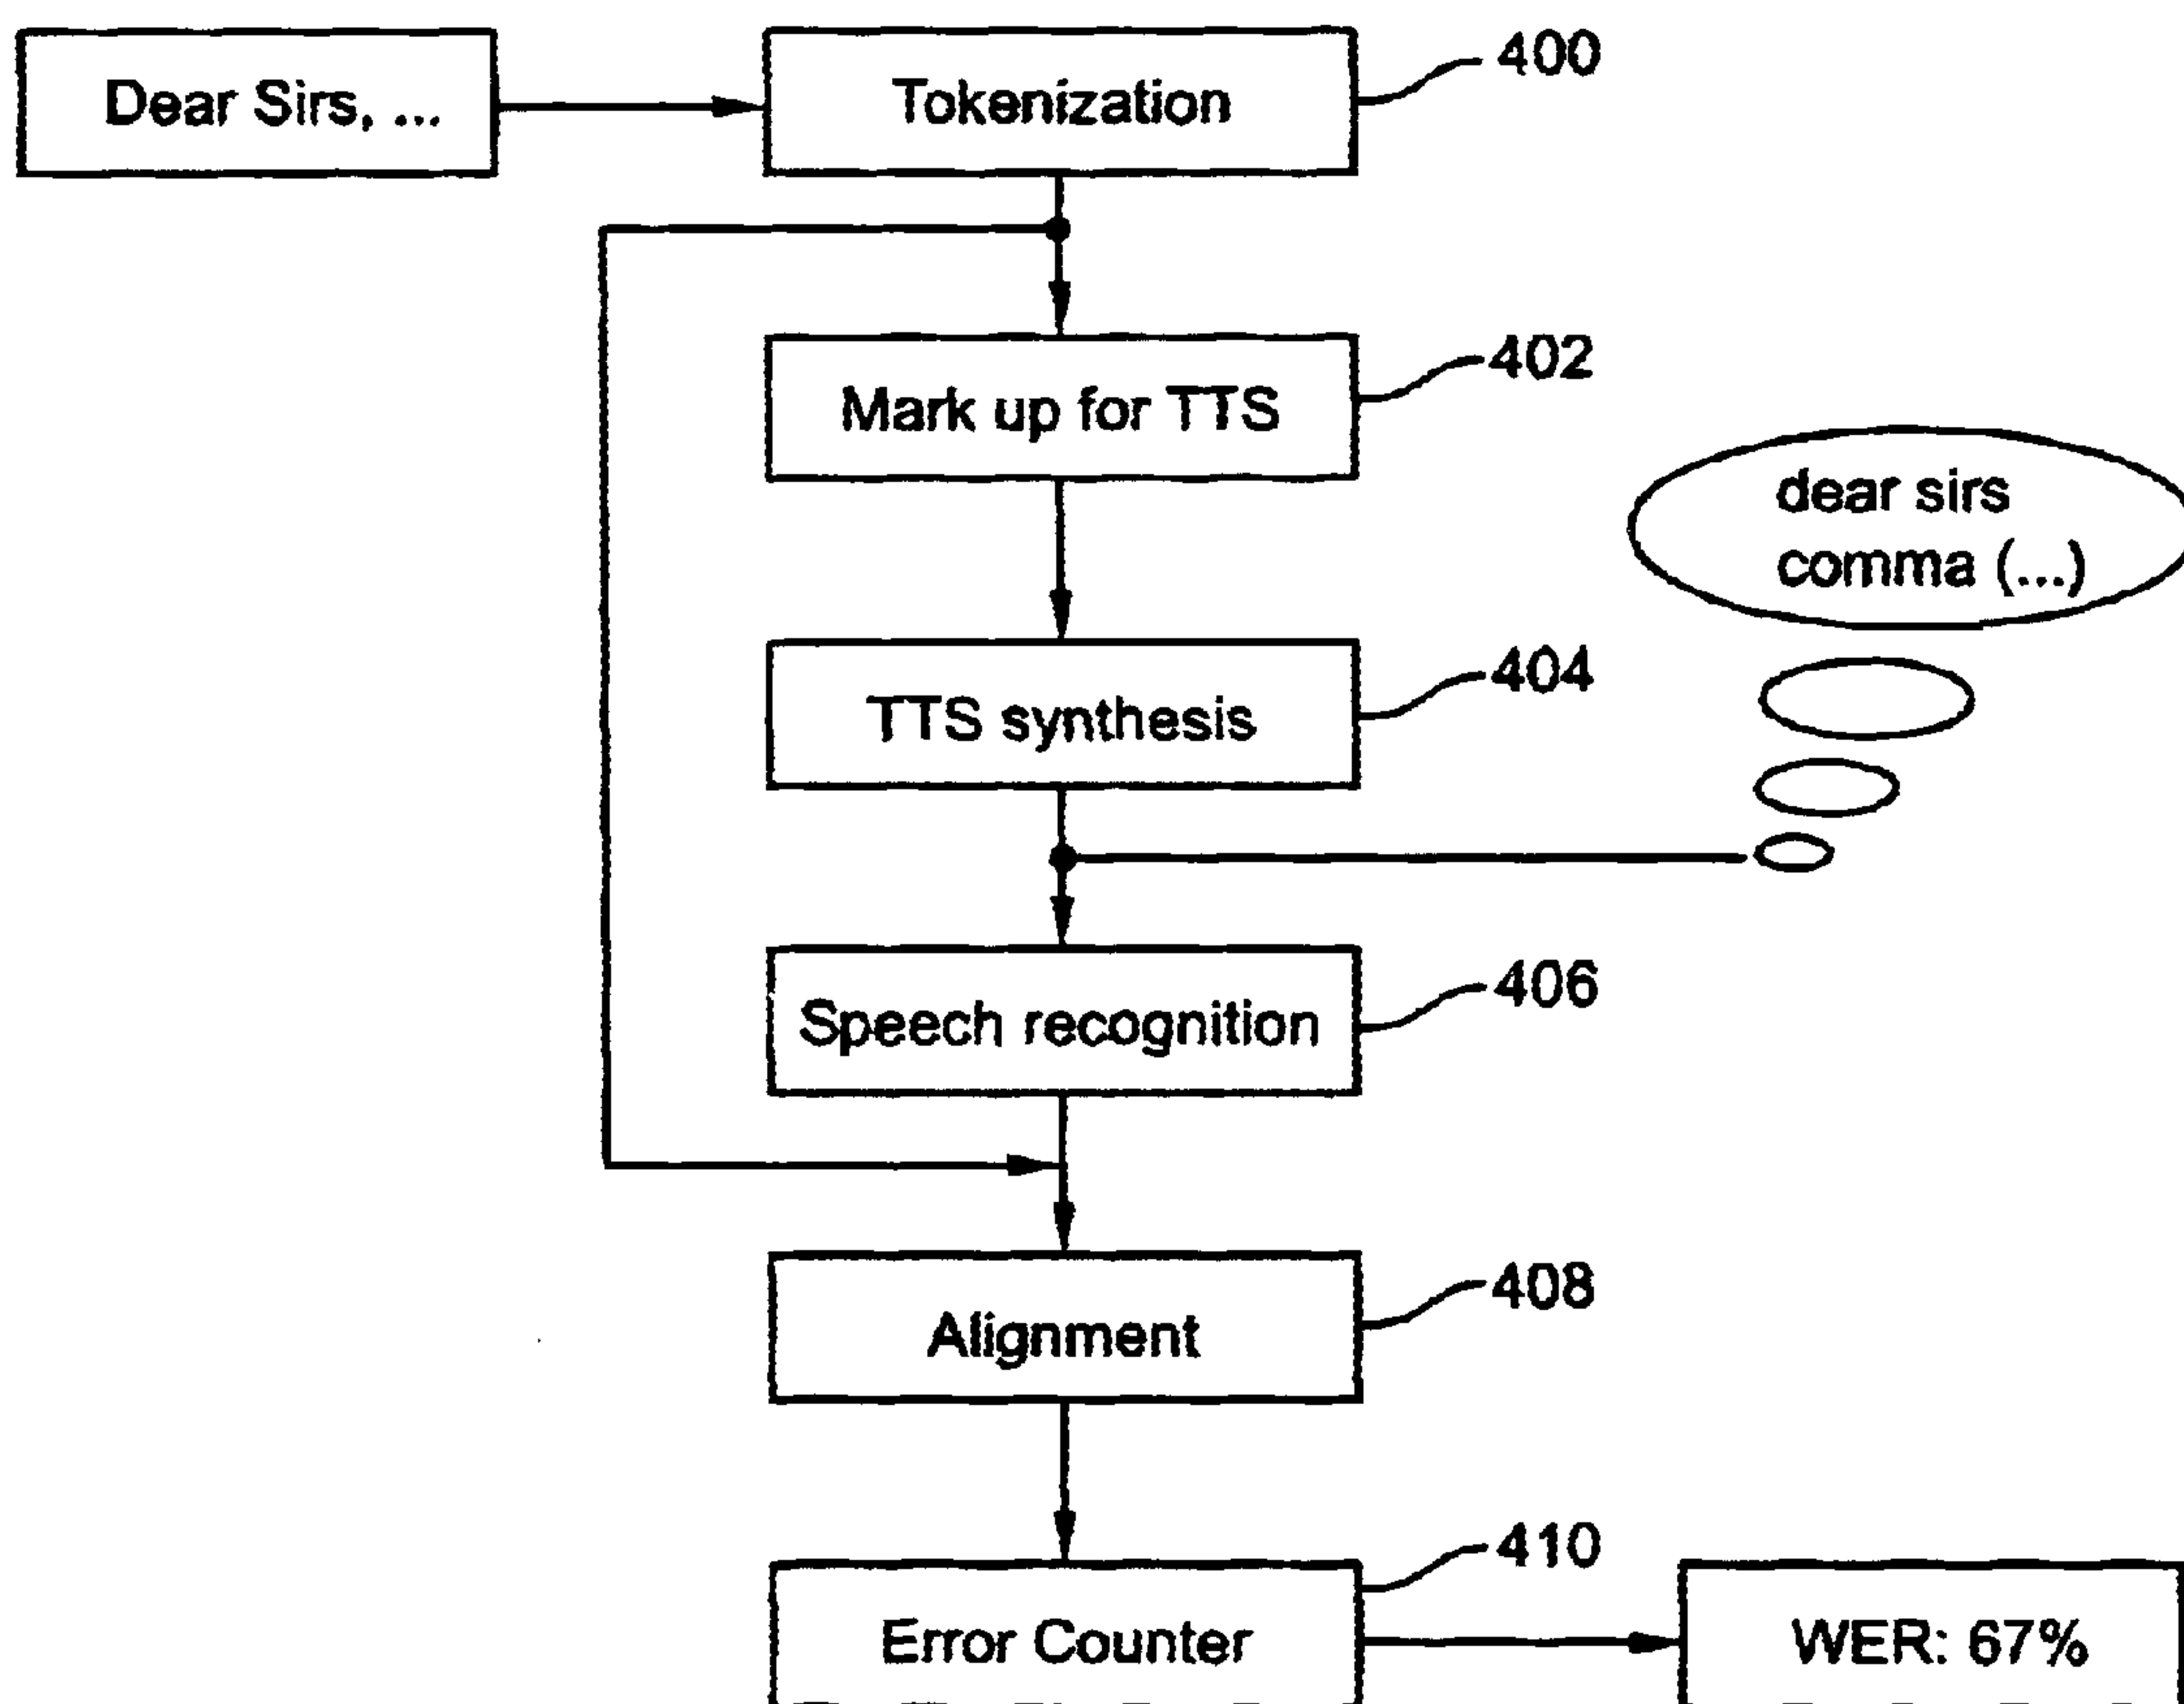 Dear Sirs, ...
Tokenization
400
Mark up for TTS
402
dear sirs
comma (...)
TTS synthesis
404
Speech recognition
406
Alignment
408
Error Counter
410
WER: 67%